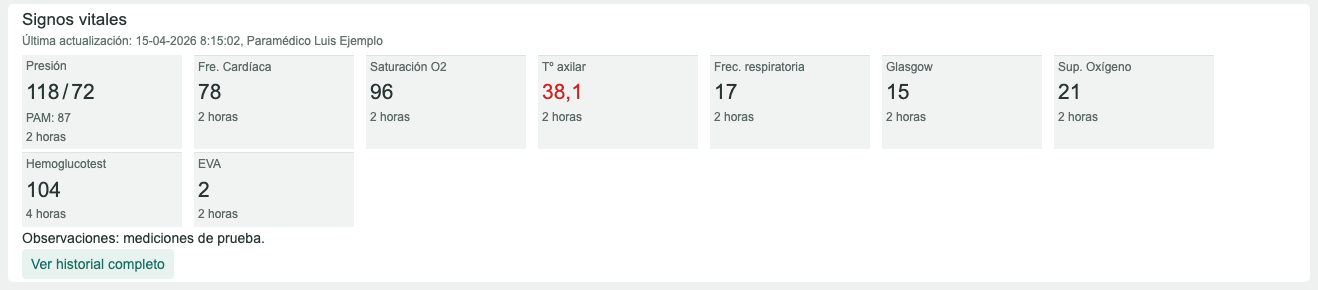 Signos vitales
Última actualización: 15-04-2026 8:15:02, Paramédico Luis Ejemplo
Presión
118 / 72
PAM: 87
2 horas
Fre. Cardíaca
78
2 horas
Saturación O2
96
2 horas
Tº axilar
38,1
2 horas
Frec. respiratoria
17
2 horas
Glasgow
15
2 horas
Sup. Oxígeno
21
2 horas
Hemoglucotest
104
4 horas
EVA
2
2 horas
Observaciones: mediciones de prueba.
Ver historial completo